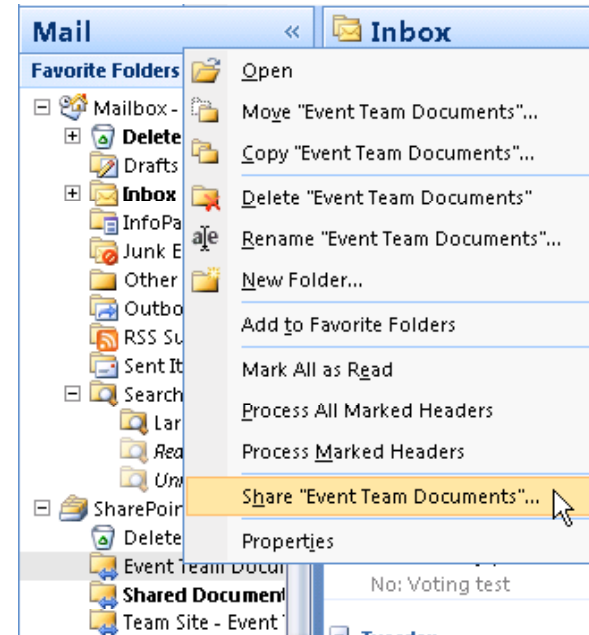 Mail « Inbox
Favorite Folders
Open
Mailbox -
Move "Event Team Documents"...
Delete
Copy "Event Team Documents"...
Drafts
Inbox
Delete "Event Team Documents"
InfoPa
Rename "Event Team Documents"...
Junk E
Other
New Folder...
Outbo
Add to Favorite Folders
RSS Su
Sent It
Mark All as Read
Search
Process All Marked Headers
Lar
Rea
Process Marked Headers
Unr
Share "Event Team Documents"...
SharePoin
Delete
Properties
Event Team Docum
Shared Document
No: Voting test
Team Site - Event